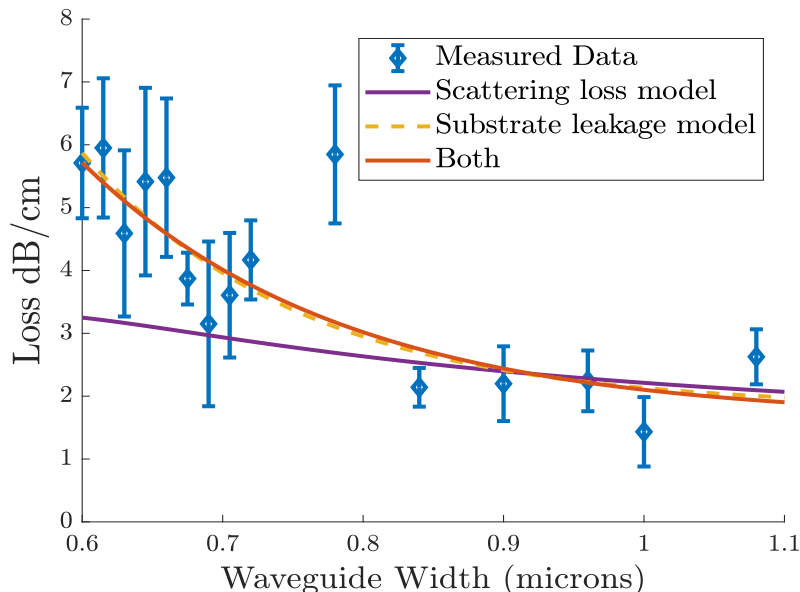 8
7
6
5
4
3
2
1
0
Loss dB/cm
Measured Data
Scattering loss model
Substrate leakage model
Both
0.6 0.7 0.8 0.9 1 1.1
Waveguide Width (microns)